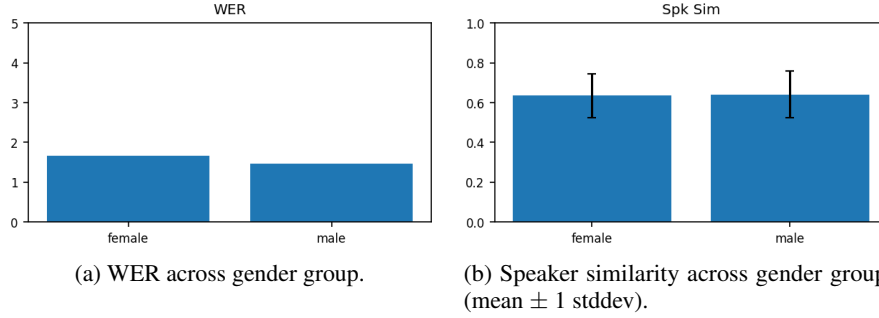 WER
5
4
3
2
1
0
female
male
(a) WER across gender group.
Spk Sim
1.0
0.8
0.6
0.4
0.2
0.0
female
male
(b) Speaker similarity across gender group
(mean ± 1 stddev).